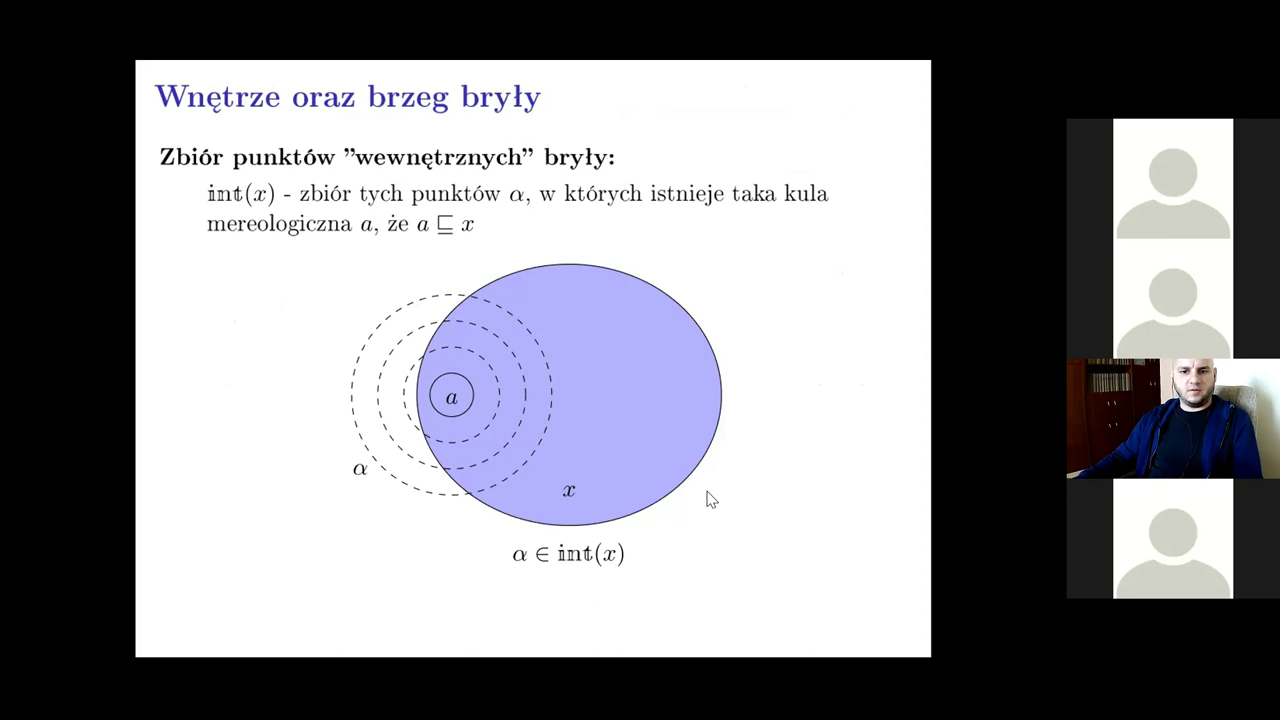 Wnętrze oraz brzeg bryły
Zbiór punktów ”wewnętrznych” bryły:
𝕚𝕟𝕥(x) - zbiór tych punktów α, w których istnieje taka kula
mereologiczna a, że a ⊑ x
a
α
x
α ∈ 𝕚𝕟𝕥(x)